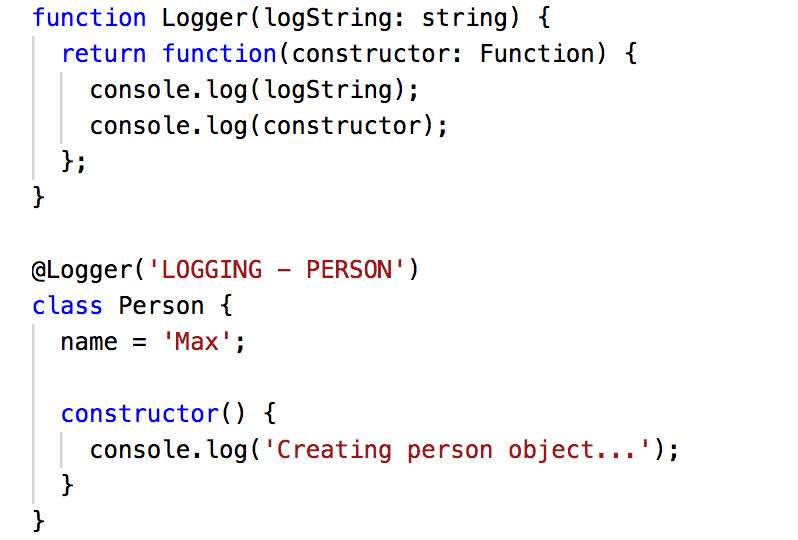 function Logger(logString: string) {
return function(constructor: Function) {
console.log(logString);
console.log(constructor);
};
}
@Logger('LOGGING - PERSON')
class Person {
name = 'Max';
constructor() {
console.log('Creating person object...');
}
}